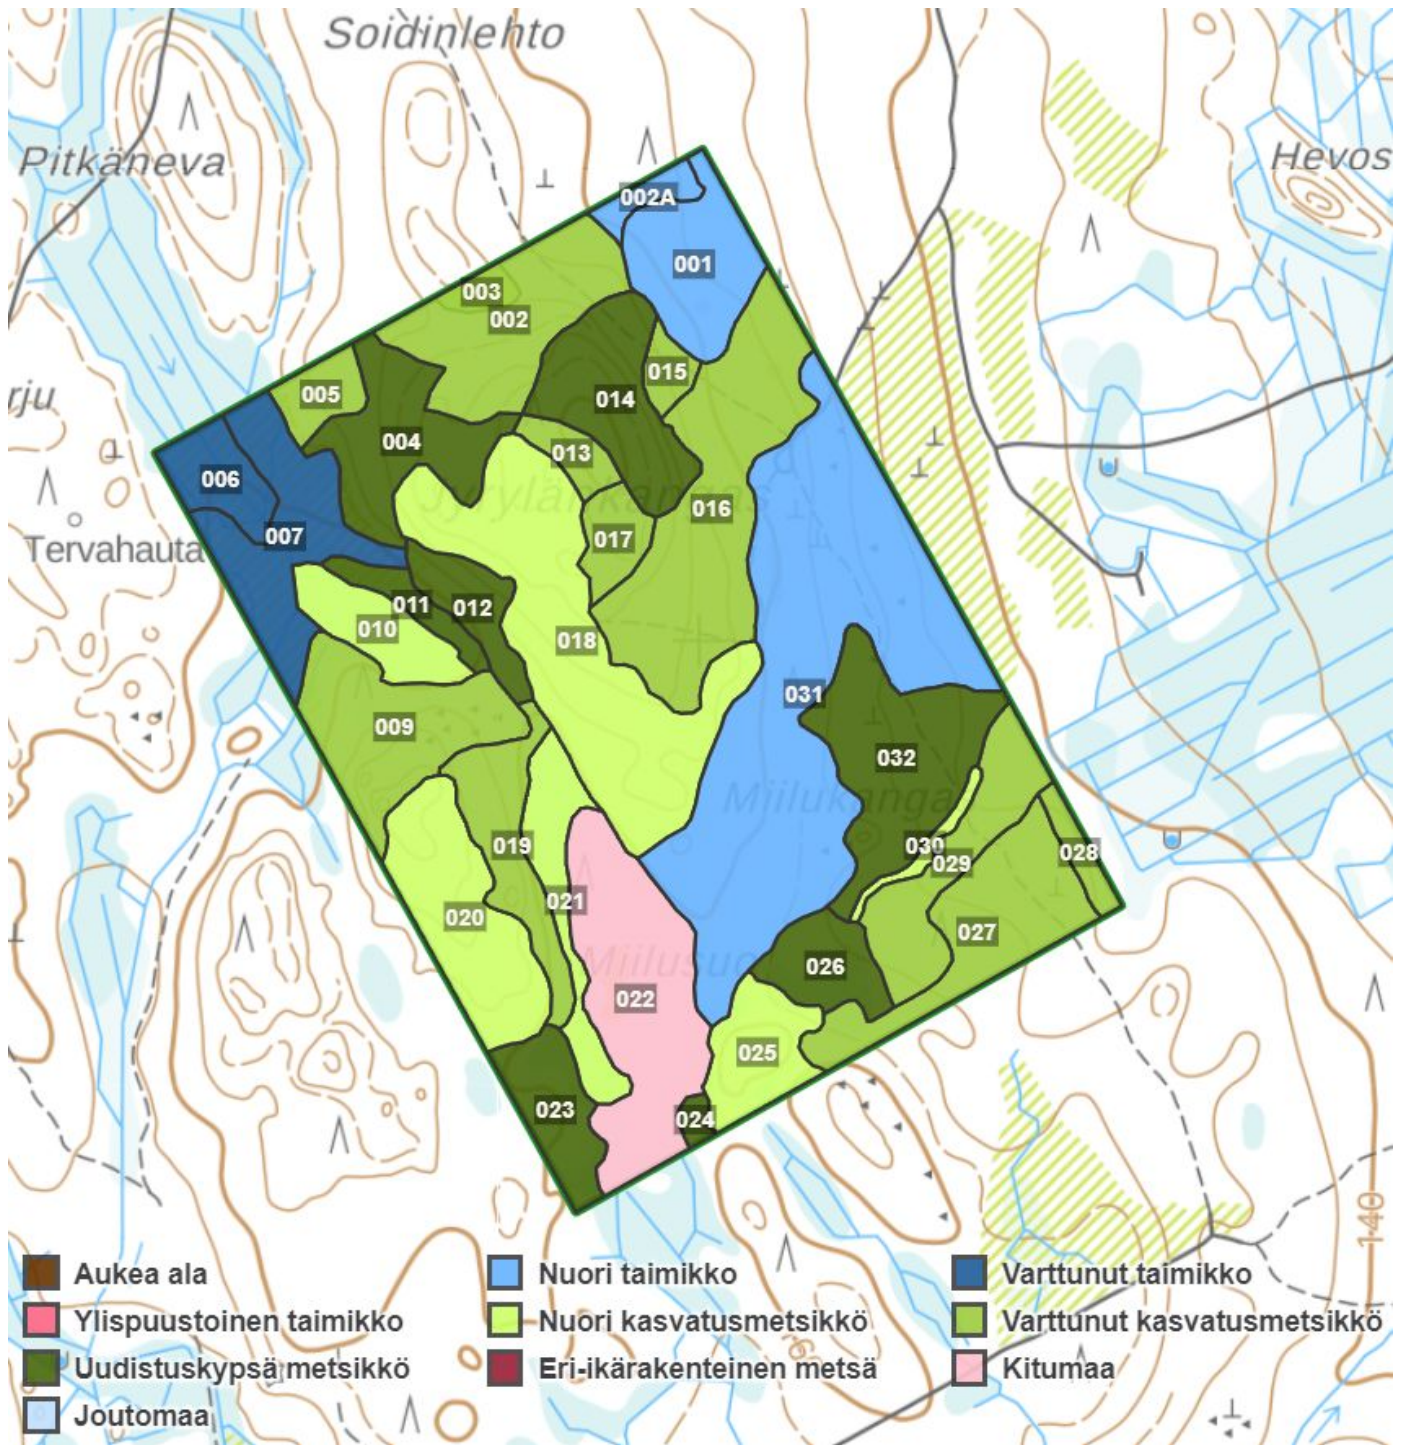 Soidinlehto
Pitkäneva
Hevos
002A
001
003
002
rju
005
015
014
004
013
006
Jyrylänkangas
016
007
017
Tervahauta
011
012
010
018
031
009
032
Miilukanga
019
030
029
028
021
020
027
Miilusuo
026
022
025
023
024
140
Aukea ala
Nuori taimikko
Varttunut taimikko
Ylispuustoinen taimikko
Nuori kasvatusmetsikkö
Varttunut kasvatusmetsikkö
Uudistuskypsä metsikkö
Eri-ikärakenteinen metsä
Kitumaa
Joutomaa